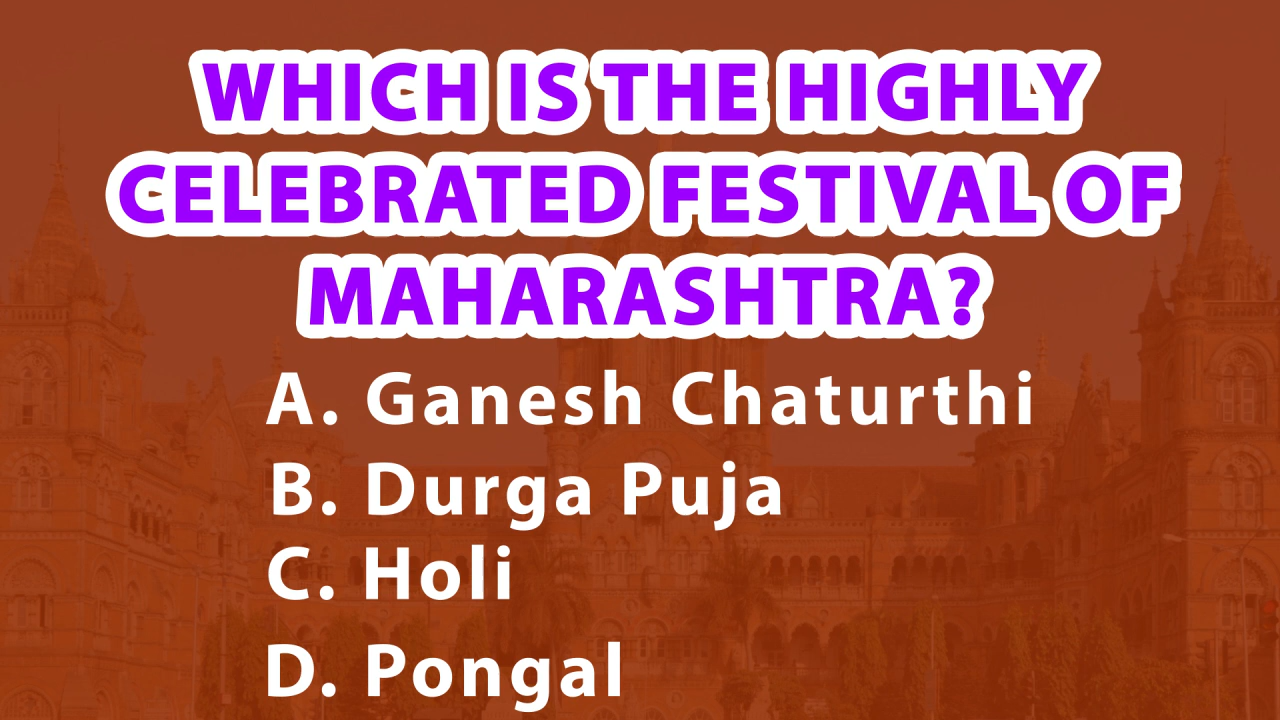 WHICH IS THE HIGHLY
CELEBRATED FESTIVAL OF
MAHARASHTRA?
A. Ganesh Chaturthi
B. Durga Puja
C. Holi
D. Pongal